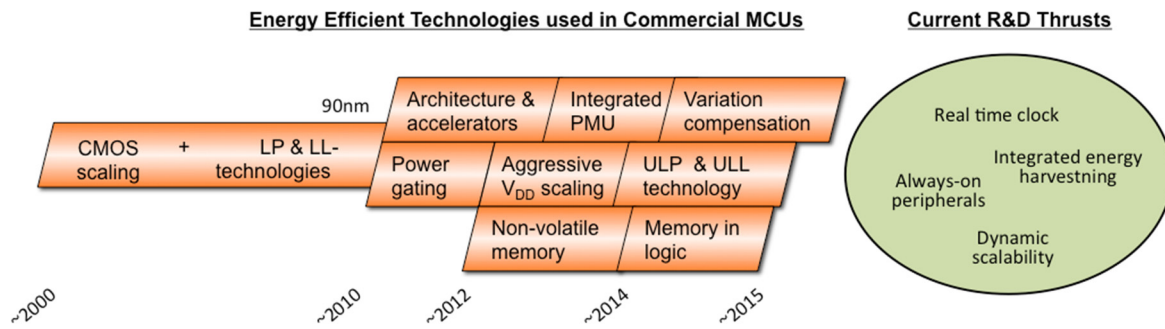 Energy Efficient Technologies used in Commercial MCUs
Current R&D Thrusts
90nm
CMOS scaling + LP & LL-technologies
Architecture &
accelerators
Integrated
PMU
Variation
compensation
Power
gating
Aggressive
VDD scaling
ULP & ULL
technology
Non-volatile
memory
Memory in
logic
Real time clock
Integrated energy
harvestning
Always-on
peripherals
Dynamic
scalability
~2000
~2010
~2012
~2014
~2015